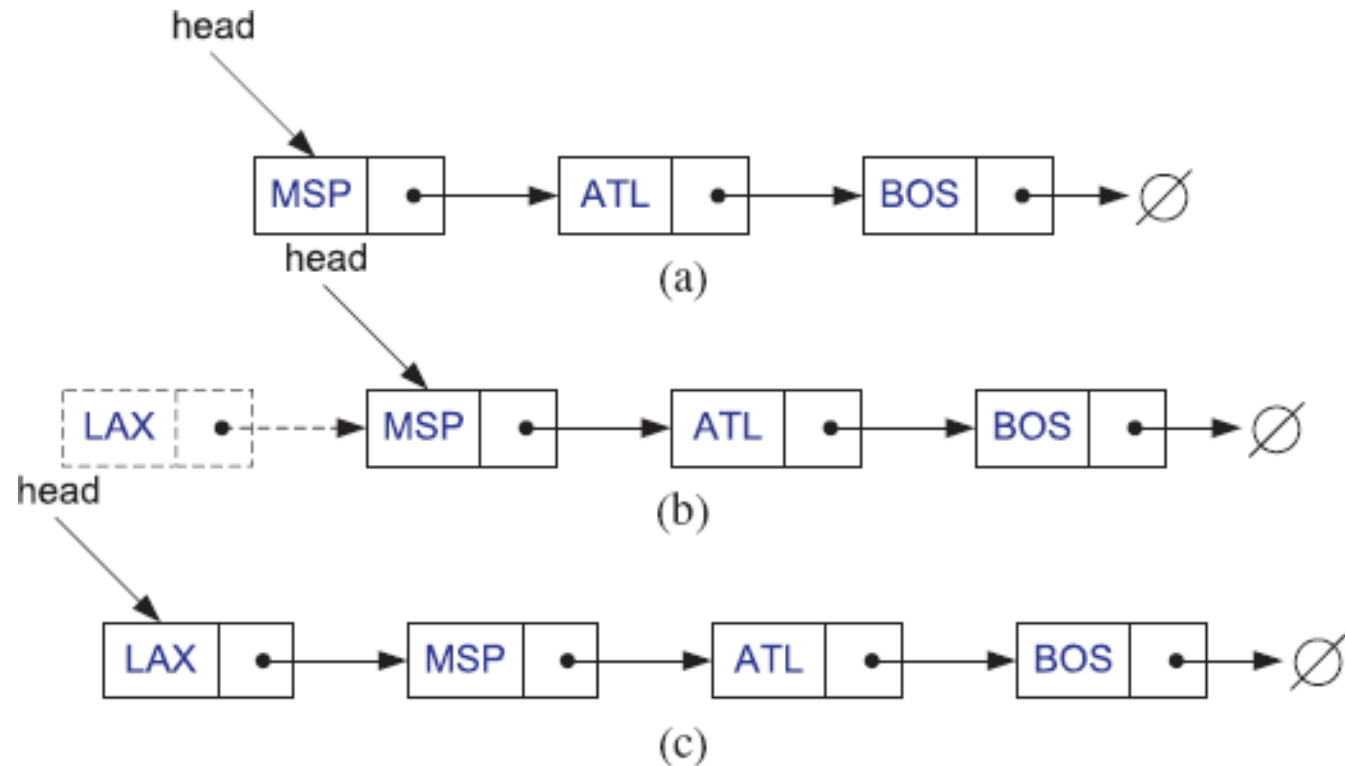 head
MSP ATL BOS
(a)
head
LAX MSP ATL BOS
(b)
head
LAX MSP ATL BOS
(c)